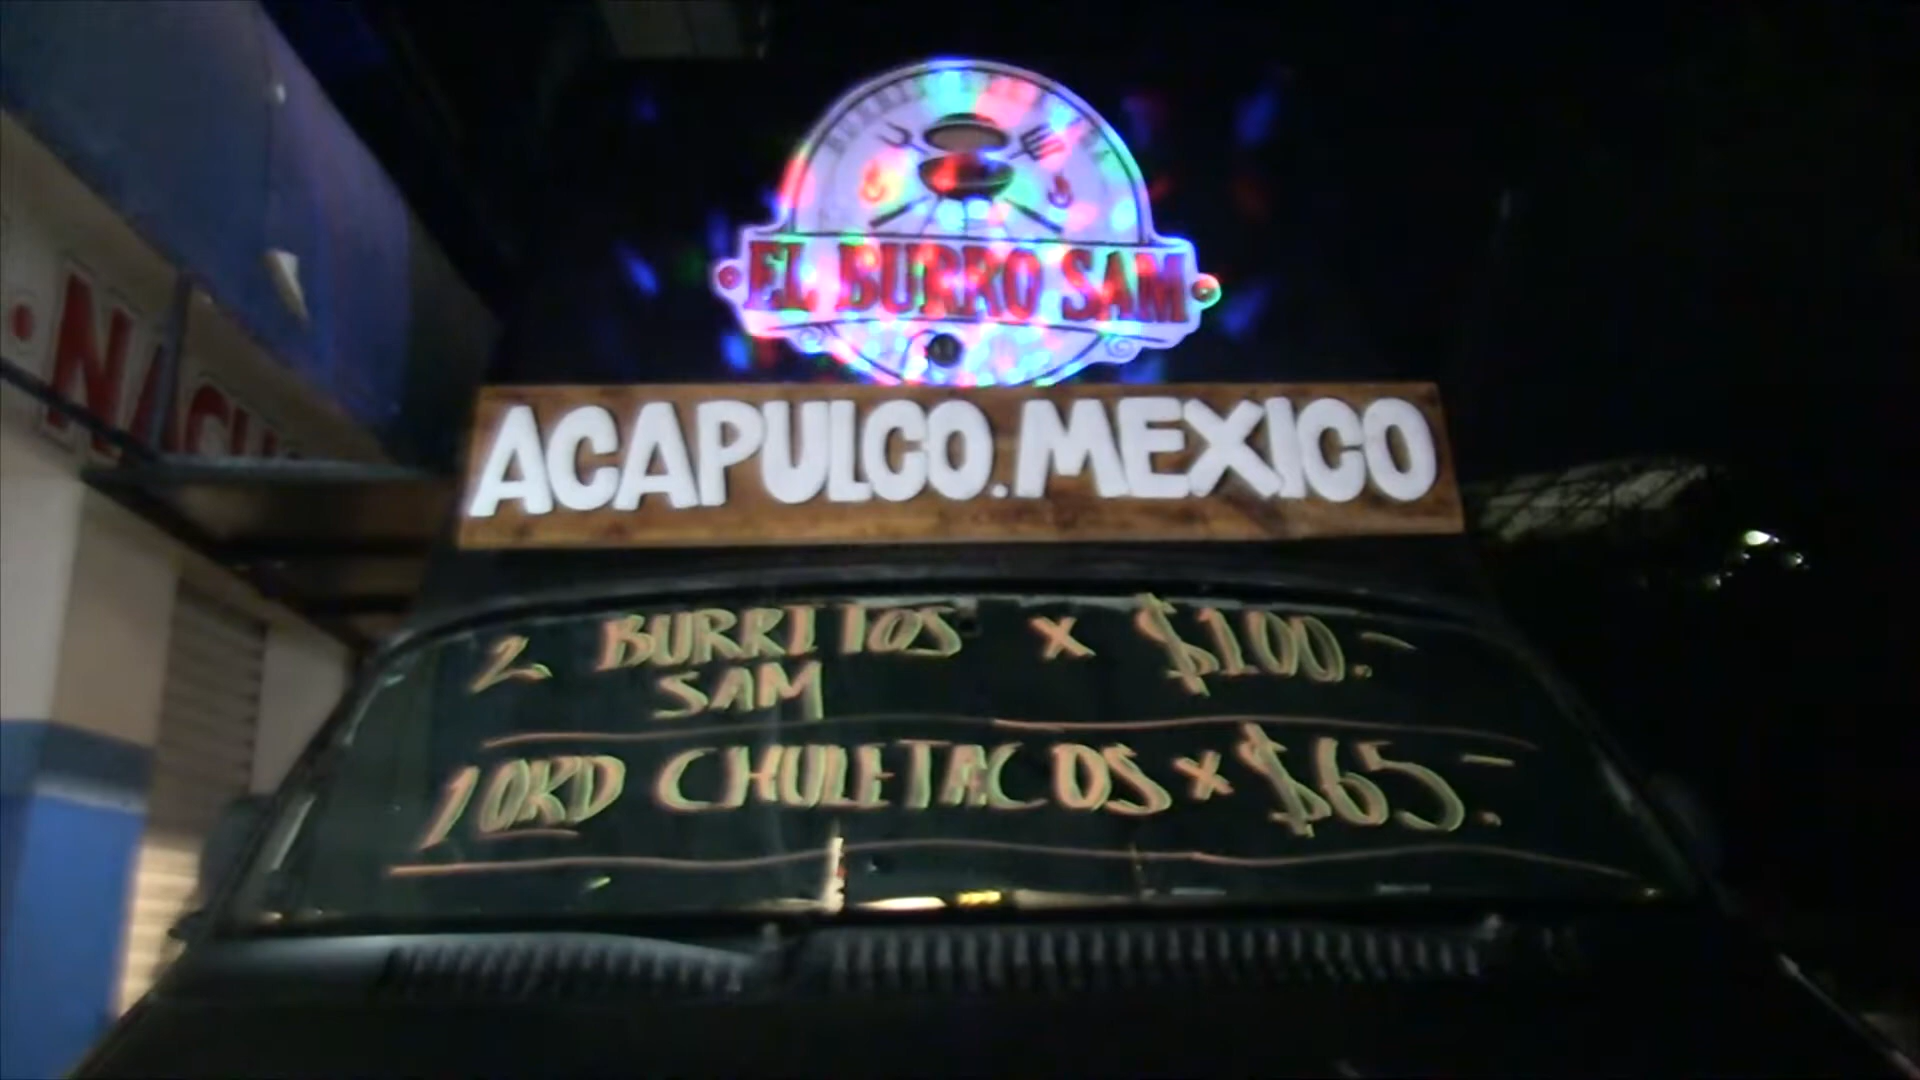 EL BURRO SAM
ACAPULCO.MEXICO
2 BURRITOS x $100.-
SAM
1 ORD CHULETACOS x $65.-